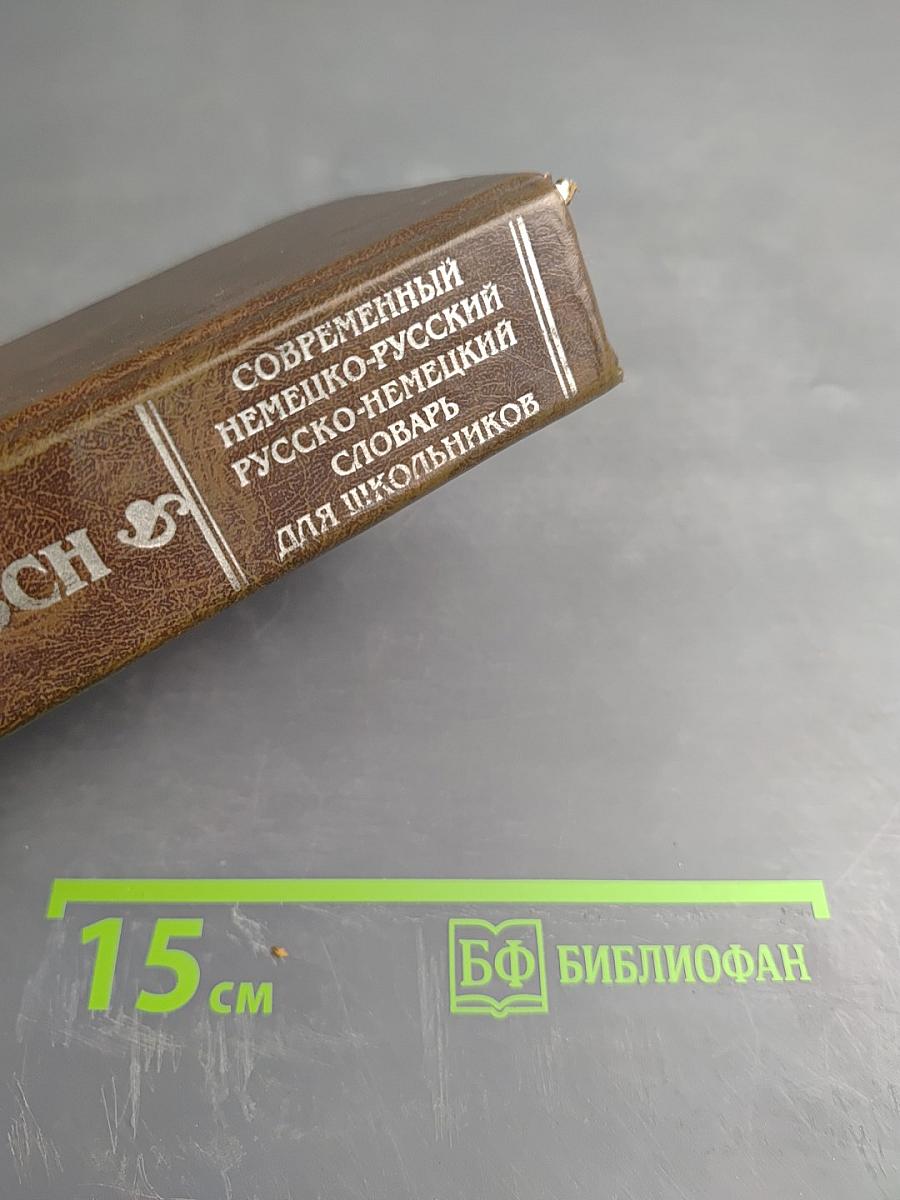 СОВРЕМЕННЫЙ
НЕМЕЦКО-РУССКИЙ
РУССКО-НЕМЕЦКИЙ
СЛОВАРЬ
ДЛЯ ШКОЛЬНИКОВ
15 см
БФ БИБЛИОФАН